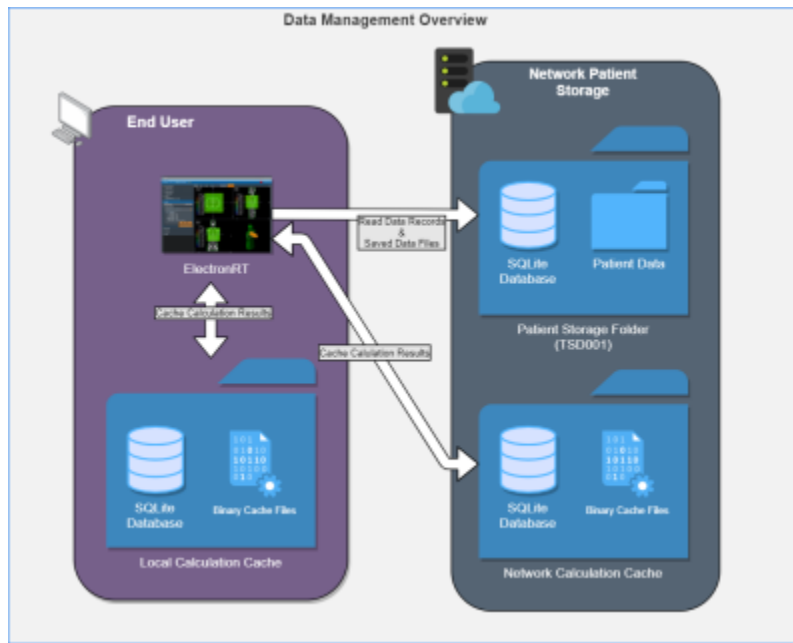 Data Management Overview
Network Patient
Storage
End User
ElectronRT
Read Data Records
&
Saved Data Files
SQLite
Database
Patient Data
Patient Storage Folder
(TSD001)
Cache Calculation Results
Cache Calulation Results
SQLite
Database
Binary Cache Files
Local Calculation Cache
SQLite
Database
Binary Cache Files
Network Calculation Cache